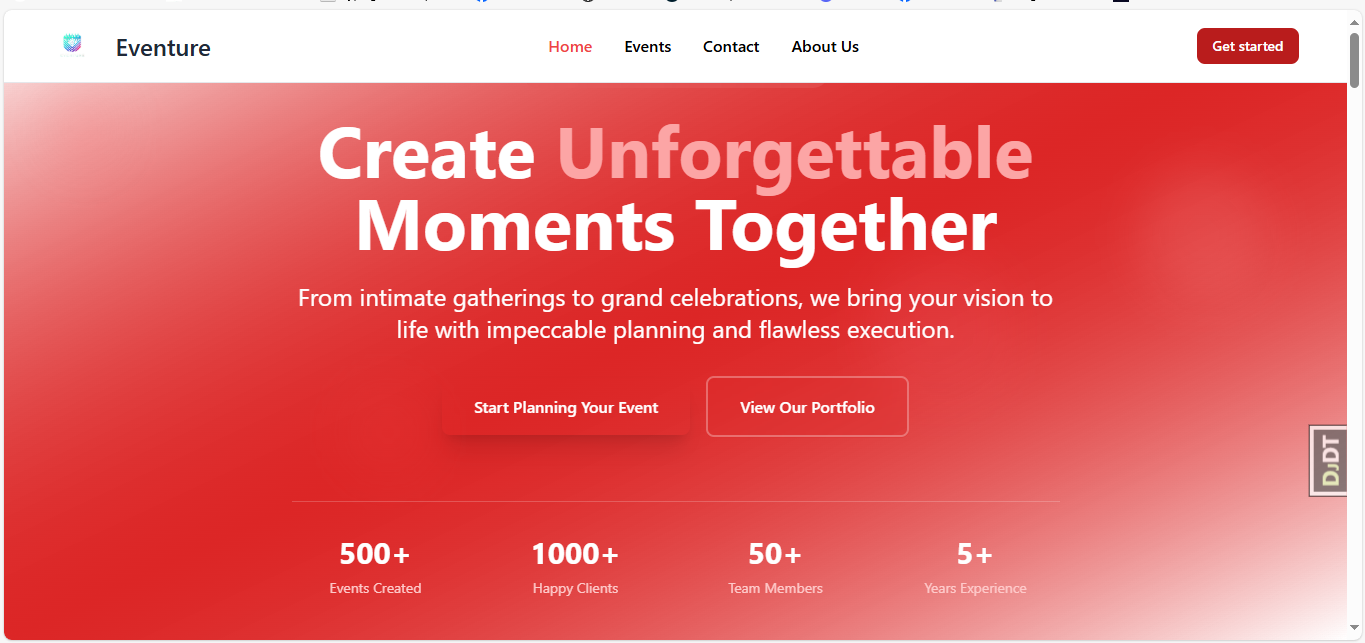 Eventure
Home Events Contact About Us
Get started
Create Unforgettable
Moments Together
From intimate gatherings to grand celebrations, we bring your vision to
life with impeccable planning and flawless execution.
Start Planning Your Event
View Our Portfolio
DJDT
500+ 1000+ 50+ 5+
Events Created Happy Clients Team Members Years Experience